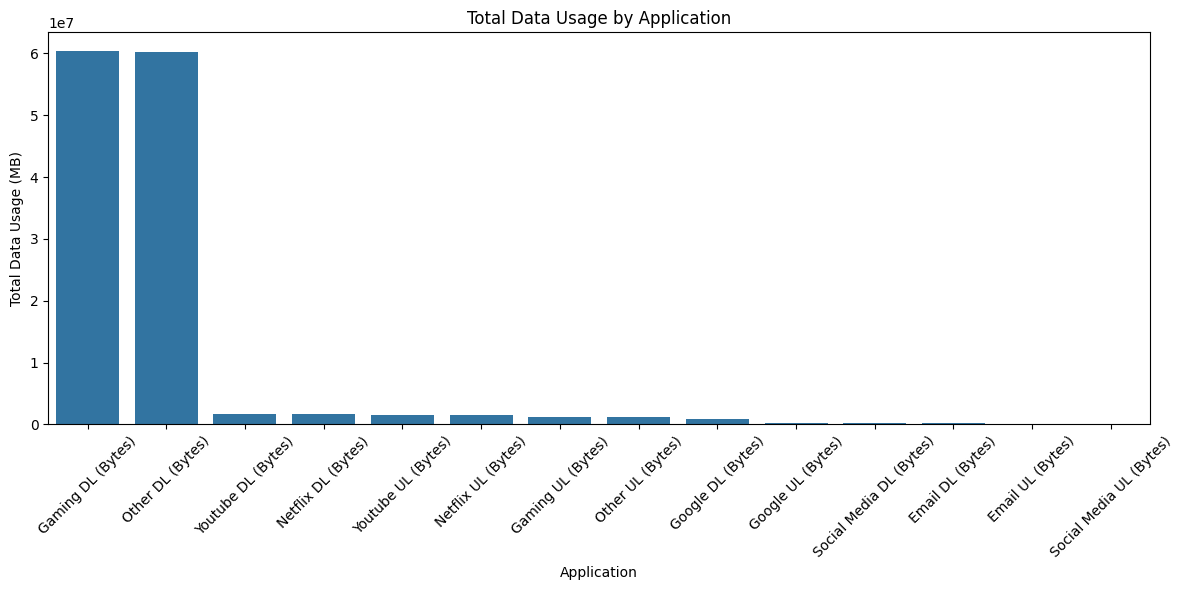 Total Data Usage by Application
1e7
Total Data Usage (MB)
6
5
4
3
2
1
0
Gaming DL (Bytes)
Other DL (Bytes)
Youtube DL (Bytes)
Netflix DL (Bytes)
Youtube UL (Bytes)
Netflix UL (Bytes)
Gaming UL (Bytes)
Other UL (Bytes)
Google DL (Bytes)
Google UL (Bytes)
Social Media DL (Bytes)
Email DL (Bytes)
Email UL (Bytes)
Social Media UL (Bytes)
Application